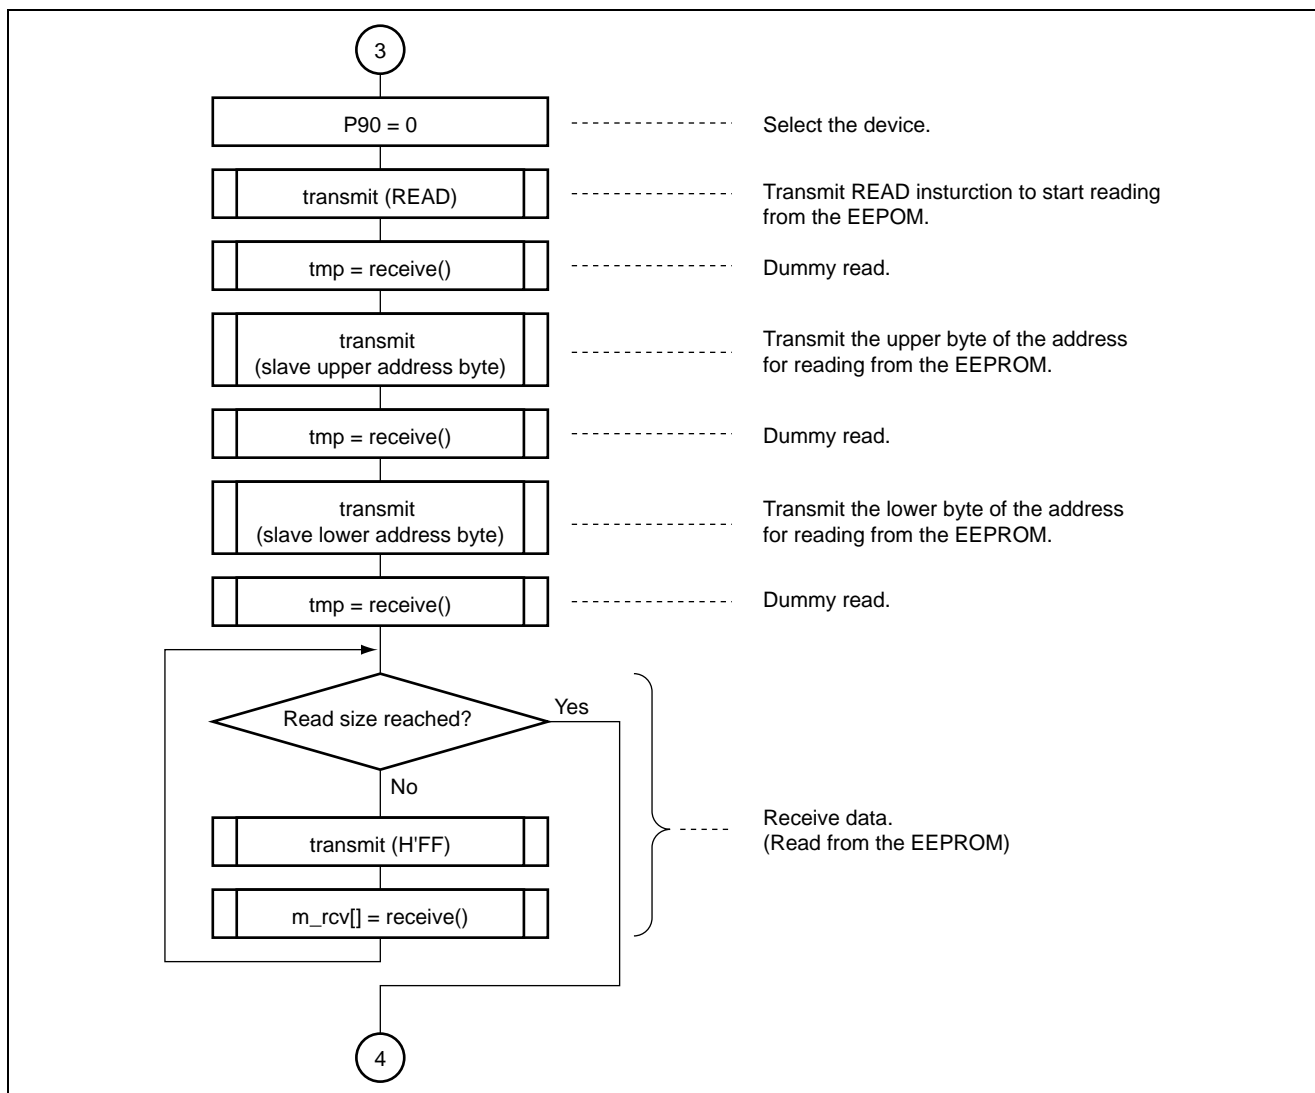 3
P90 = 0
Select the device.
transmit (READ)
Transmit READ insturction to start reading
from the EEPOM.
tmp = receive()
Dummy read.
transmit
(slave upper address byte)
Transmit the upper byte of the address
for reading from the EEPROM.
tmp = receive()
Dummy read.
transmit
(slave lower address byte)
Transmit the lower byte of the address
for reading from the EEPROM.
tmp = receive()
Dummy read.
Read size reached?
Yes
No
transmit (H'FF)
m_rcv[] = receive()
Receive data.
(Read from the EEPROM)
4